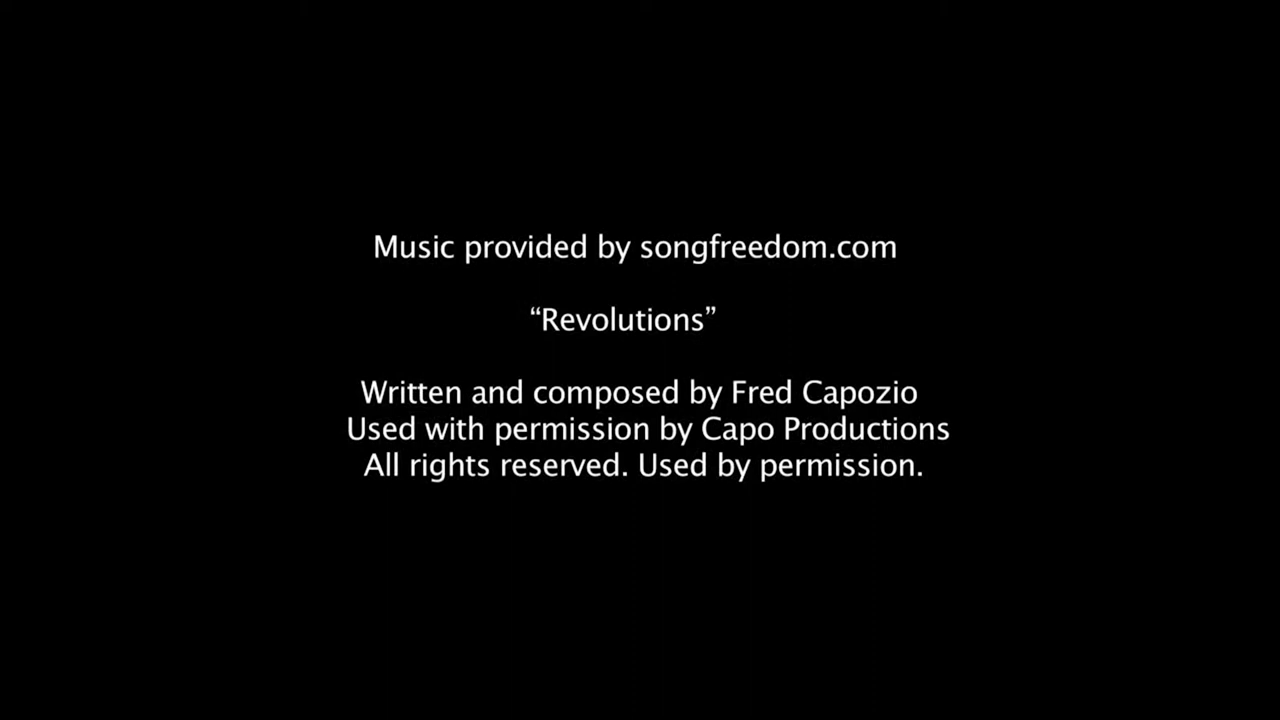 Music provided by songfreedom.com
“Revolutions”
Written and composed by Fred Capozio
Used with permission by Capo Productions
All rights reserved. Used by permission.